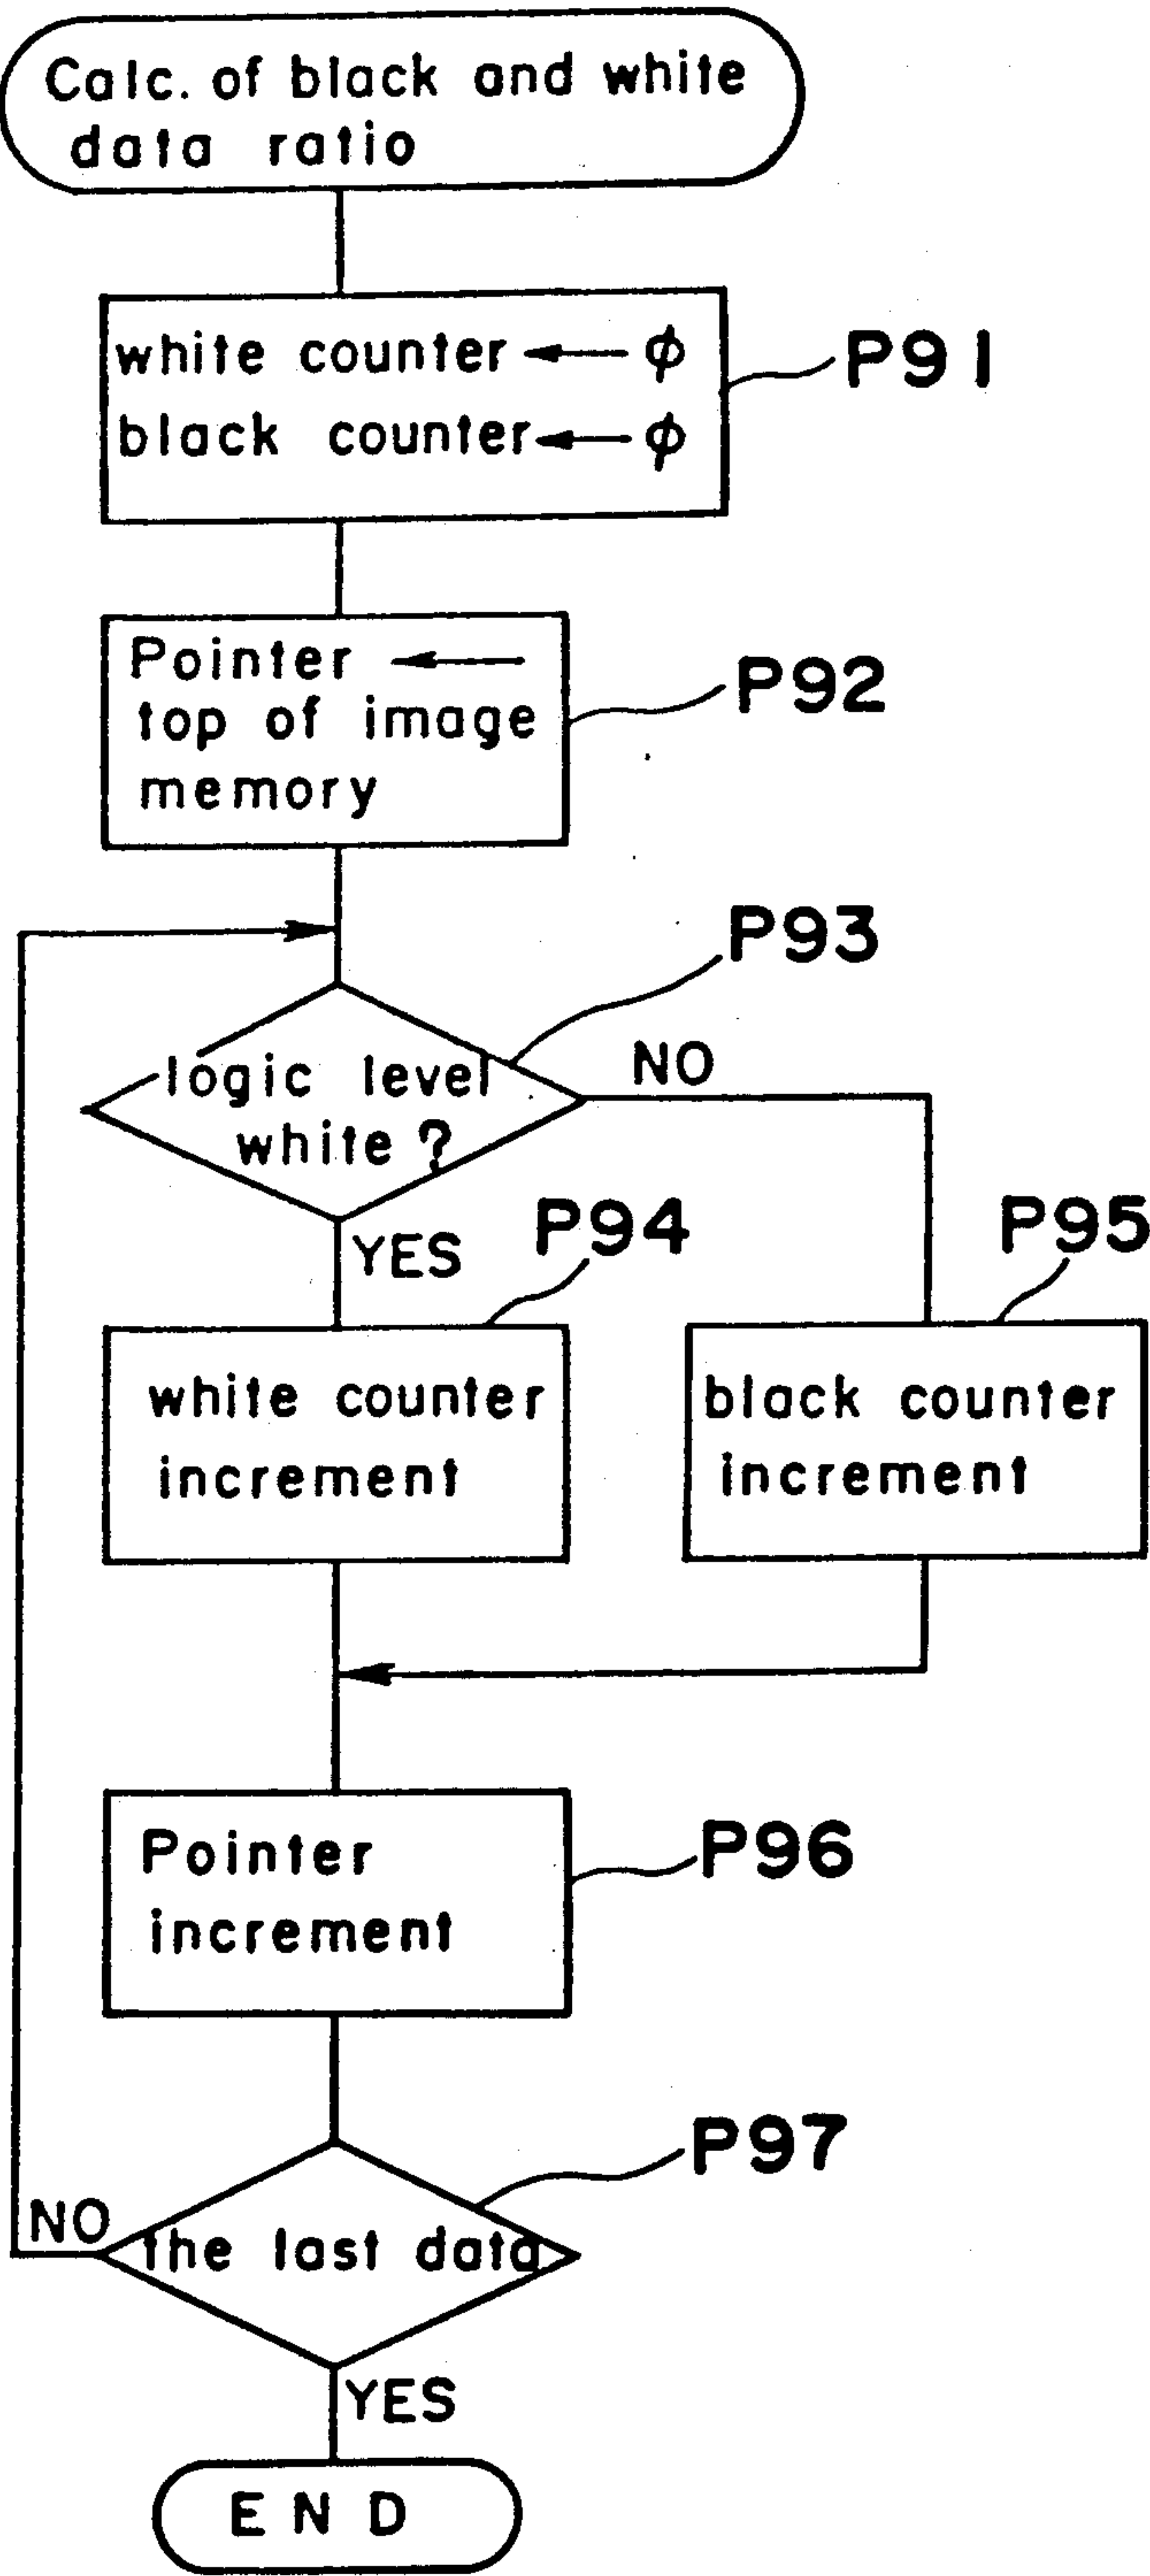 Calc. of black and white
data ratio
white counter ← φ
black counter ← φ
P91
Pointer ←
top of image
memory
P92
P93
logic level
white?
NO
YES
P94
P95
white counter
increment
black counter
increment
Pointer
increment
P96
P97
NO
the last data
YES
END